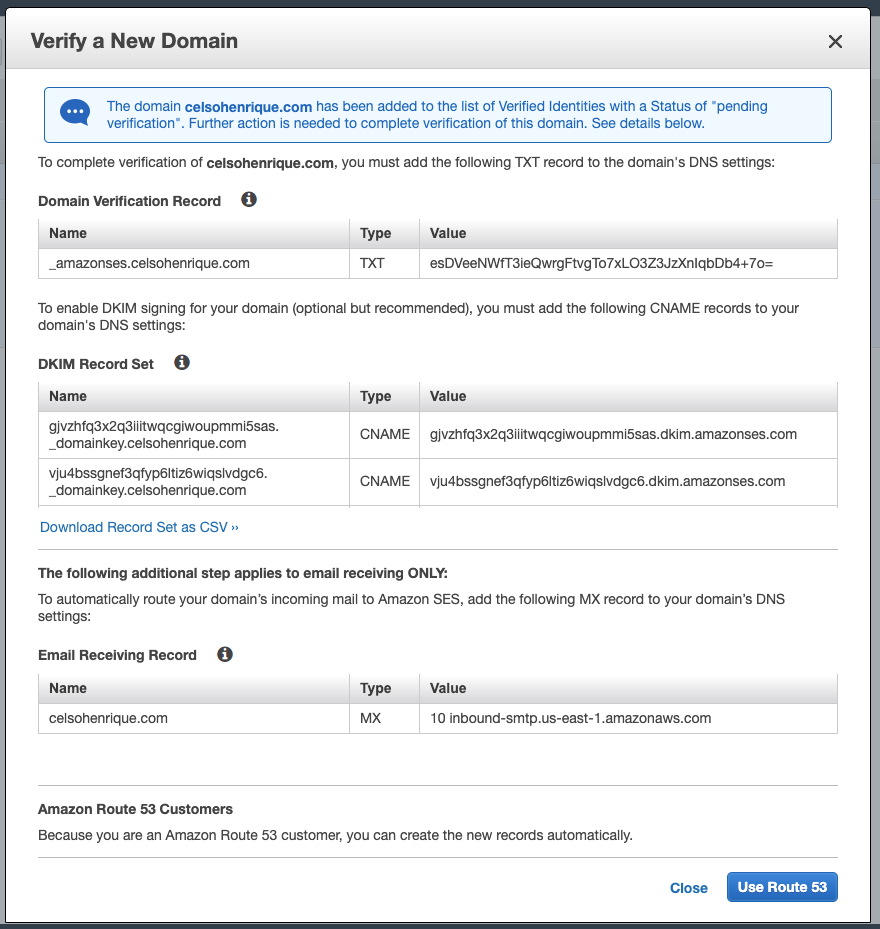 Verify a New Domain
The domain celsohenrique.com has been added to the list of Verified Identities with a Status of "pending
verification". Further action is needed to complete verification of this domain. See details below.
To complete verification of celsohenrique.com, you must add the following TXT record to the domain's DNS settings:
Domain Verification Record
Name Type Value
_amazonses.celsohenrique.com TXT esDVeeNWfT3ieQwrgFtvgTo7xLO3Z3JzXnIqbDb4+7o=
To enable DKIM signing for your domain (optional but recommended), you must add the following CNAME records to your
domain's DNS settings:
DKIM Record Set
Name Type Value
gjvzhfq3x2q3iiitwqcgiwoupmmi5sas.
_domainkey.celsohenrique.com CNAME gjvzhfq3x2q3iiitwqcgiwoupmmi5sas.dkim.amazonses.com
vju4bssgnef3qfyp6ltiz6wiqslvdgc6.
_domainkey.celsohenrique.com CNAME vju4bssgnef3qfyp6ltiz6wiqslvdgc6.dkim.amazonses.com
Download Record Set as CSV ››
The following additional step applies to email receiving ONLY:
To automatically route your domain’s incoming mail to Amazon SES, add the following MX record to your domain’s DNS
settings:
Email Receiving Record
Name Type Value
celsohenrique.com MX 10 inbound-smtp.us-east-1.amazonaws.com
Amazon Route 53 Customers
Because you are an Amazon Route 53 customer, you can create the new records automatically.
Close Use Route 53